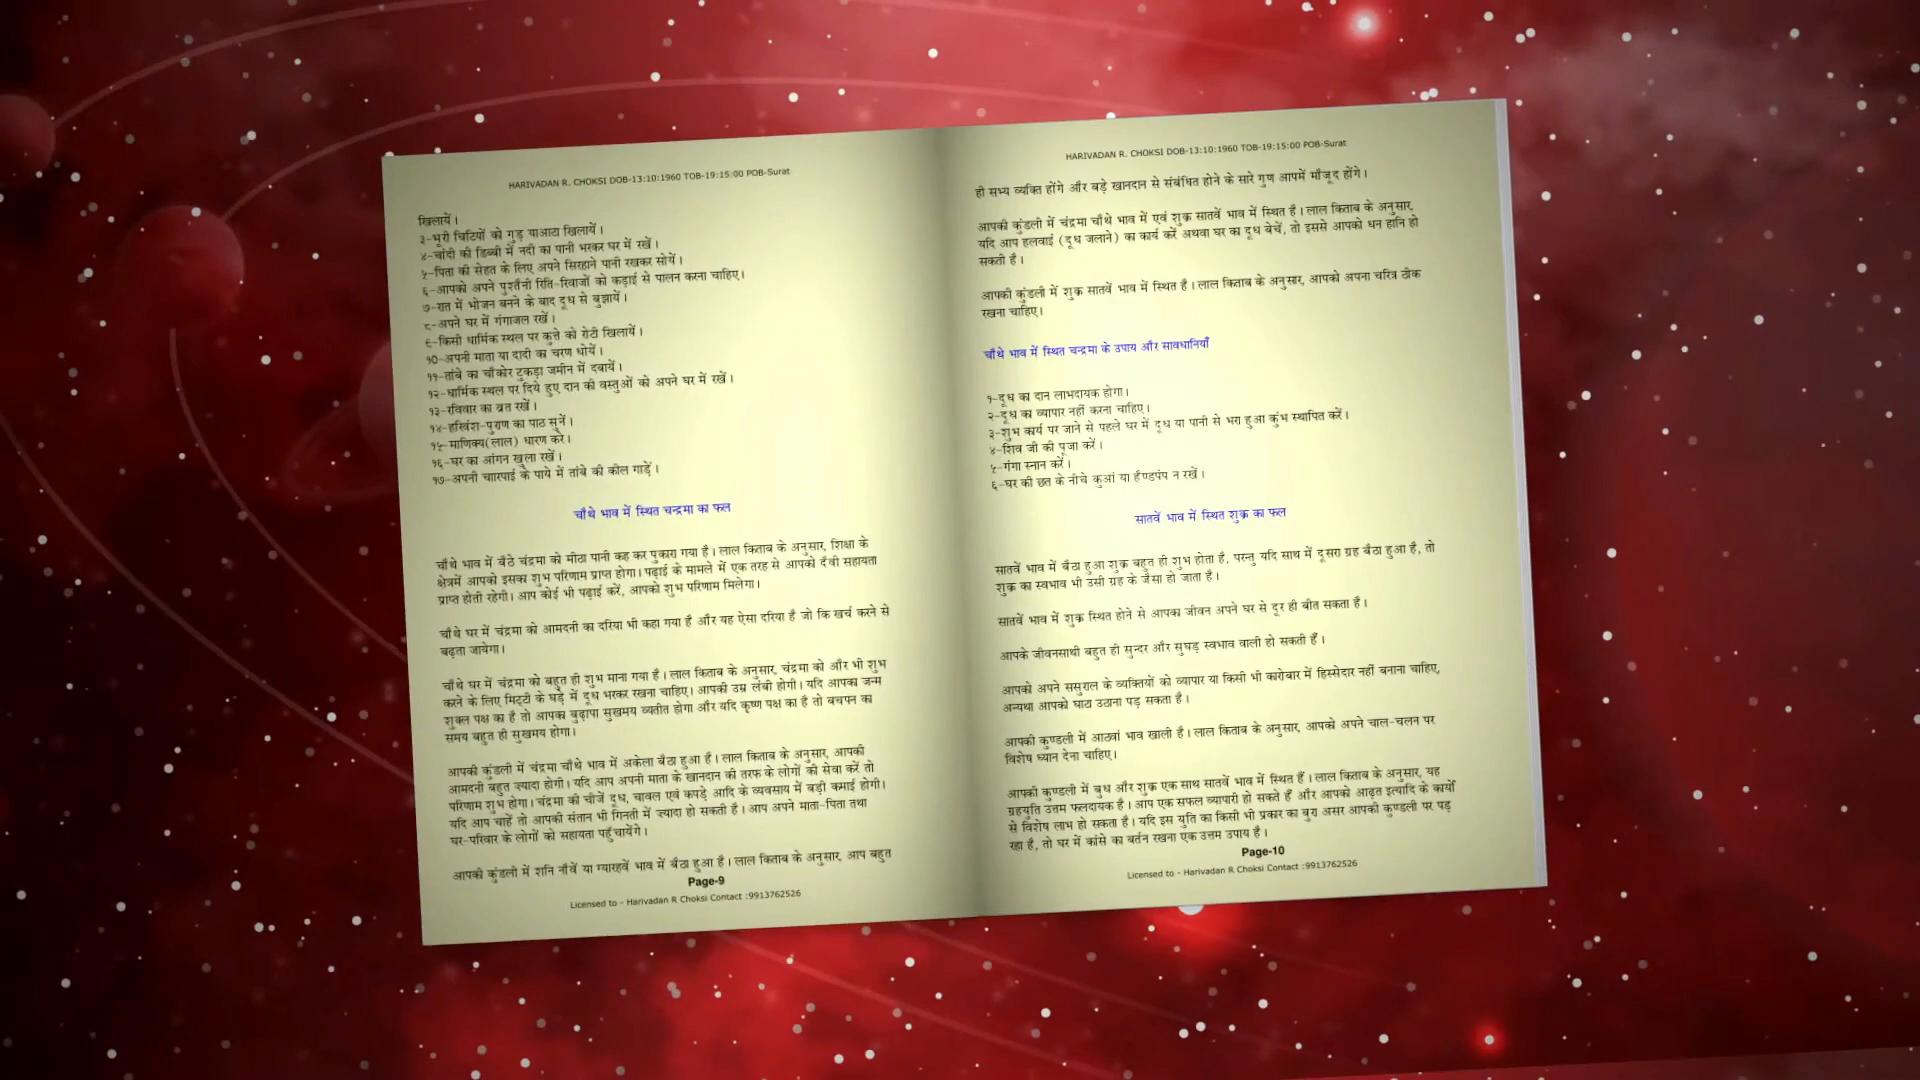 HARIVADAN R. CHOKSI DOB-13:10:1960 TOB-19:15:00 POB-Surat
खिलायें।
३-भूरी चिटियों को गुड़ याआटा खिलायें।
४-चांदी की डिब्बी में नदी का पानी भरकर घर में रखें।
५-पिता की सेहत के लिए अपने सिरहाने पानी रखकर सोयें।
६-आपको अपने पुश्तैनी रिति-रिवाजों को कड़ाई से पालन करना चाहिए।
७-रात में भोजन बनने के बाद दूध से बुझायें।
८-अपने घर में गंगाजल रखें।
९-किसी धार्मिक स्थल पर कुत्ते को रोटी खिलायें।
१०-अपनी माता या दादी का चरण धोयें।
११-तांबे का चौकोर टुकड़ा जमीन में दबायें।
१२-धार्मिक स्थल पर दिये हुए दान की वस्तुओं को अपने घर में रखें।
१३-रविवार का व्रत रखें।
१४-हरिवंश-पुराण का पाठ सुनें।
१५-माणिक्य(लाल) धारण करें।
१६-घर का आंगन खुला रखें।
१७-अपनी चारपाई के पाये में तांबे की कील गाड़ें।
चौथे भाव में स्थित चन्द्रमा का फल
चौथे भाव में बैठे चंद्रमा को मीठा पानी कह कर पुकारा गया है। लाल किताब के अनुसार, शिक्षा के
क्षेत्रमें आपको इसका शुभ परिणाम प्राप्त होगा। पढ़ाई के मामले में एक तरह से आपको दैवी सहायता
प्राप्त होती रहेगी। आप कोई भी पढ़ाई करें, आपको शुभ परिणाम मिलेगा।
चौथे घर में चंद्रमा को आमदनी का दरिया भी कहा गया है और यह ऐसा दरिया है जो कि खर्च करने से
बढ़ता जायेगा।
चौथे घर में चंद्रमा को बहुत ही शुभ माना गया है। लाल किताब के अनुसार, चंद्रमा को और भी शुभ
करने के लिए मिट्टी के घड़े में दूध भरकर रखना चाहिए। आपकी उम्र लंबी होगी। यदि आपका जन्म
शुक्ल पक्ष का है तो आपका बुढ़ापा सुखमय व्यतीत होगा और यदि कृष्ण पक्ष का है तो बचपन का
समय बहुत ही सुखमय होगा।
आपकी कुंडली में चंद्रमा चौथे भाव में अकेला बैठा हुआ है। लाल किताब के अनुसार, आपकी
आमदनी बहुत ज्यादा होगी। यदि आप अपनी माता के खानदान की तरफ के लोगों की सेवा करें तो
परिणाम शुभ होगा। चंद्रमा की चीजें दूध, चावल एवं कपड़े आदि के व्यवसाय में बड़ी कमाई होगी।
यदि आप चाहें तो आपकी संतान भी गिनती में ज्यादा हो सकती है। आप अपने माता-पिता तथा
घर-परिवार के लोगों को सहायता पहुँचायेंगे।
आपकी कुंडली में शनि नौवें या ग्यारहवें भाव में बैठा हुआ है। लाल किताब के अनुसार, आप बहुत
Page-9
Licensed to - Harivadan R Choksi Contact :9913762526
HARIVADAN R. CHOKSI DOB-13:10:1960 TOB-19:15:00 POB-Surat
ही सभ्य व्यक्ति होंगे और बड़े खानदान से संबंधित होने के सारे गुण आपमें मौजूद होंगे।
आपकी कुंडली में चंद्रमा चौथे भाव में एवं शुक्र सातवें भाव में स्थित है। लाल किताब के अनुसार,
यदि आप हलवाई (दूध जलाने) का कार्य करें अथवा घर का दूध बेचें, तो इससे आपको धन हानि हो
सकती है।
आपकी कुंडली में शुक्र सातवें भाव में स्थित है। लाल किताब के अनुसार, आपको अपना चरित्र ठीक
रखना चाहिए।
चौथे भाव में स्थित चन्द्रमा के उपाय और सावधानियाँ
१-दूध का दान लाभदायक होगा।
२-दूध का व्यापार नहीं करना चाहिए।
३-शुभ कार्य पर जाने से पहले घर में दूध या पानी से भरा हुआ कुंभ स्थापित करें।
४-शिव जी की पूजा करें।
५-गंगा स्नान करें।
६-घर की छत के नीचे कुआं या हैण्डपंप न रखें।
सातवें भाव में स्थित शुक्र का फल
सातवें भाव में बैठा हुआ शुक्र बहुत ही शुभ होता है, परन्तु यदि साथ में दूसरा ग्रह बैठा हुआ है, तो
शुक्र का स्वभाव भी उसी ग्रह के जैसा हो जाता है।
सातवें भाव में शुक्र स्थित होने से आपका जीवन अपने घर से दूर ही बीत सकता है।
आपके जीवनसाथी बहुत ही सुन्दर और सुघड़ स्वभाव वाली हो सकती हैं।
आपको अपने ससुराल के व्यक्तियों को व्यापार या किसी भी कारोबार में हिस्सेदार नहीं बनाना चाहिए,
अन्यथा आपको घाटा उठाना पड़ सकता है।
आपकी कुण्डली में आठवां भाव खाली है। लाल किताब के अनुसार, आपको अपने चाल-चलन पर
विशेष ध्यान देना चाहिए।
आपकी कुण्डली में बुध और शुक्र एक साथ सातवें भाव में स्थित हैं। लाल किताब के अनुसार, यह
ग्रहयुति उत्तम फलदायक है। आप एक सफल व्यापारी हो सकते हैं और आपको आढ़त इत्यादि के कार्यों
से विशेष लाभ हो सकता है। यदि इस युति का किसी भी प्रकार का बुरा असर आपकी कुण्डली पर पड़
रहा है, तो घर में कांसे का बर्तन रखना एक उत्तम उपाय है।
Page-10
Licensed to - Harivadan R Choksi Contact :9913762526